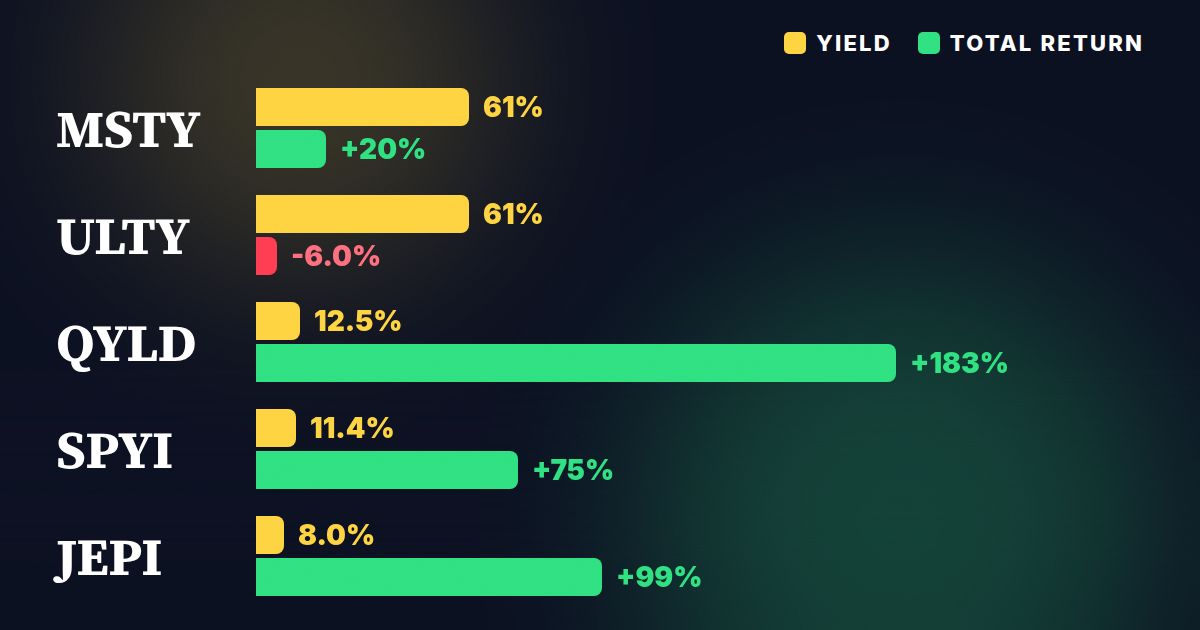 YIELD TOTAL RETURN
MSTY
61%
+20%
ULTY
61%
-6.0%
QYLD
12.5%
+183%
SPYI
11.4%
+75%
JEPI
8.0%
+99%